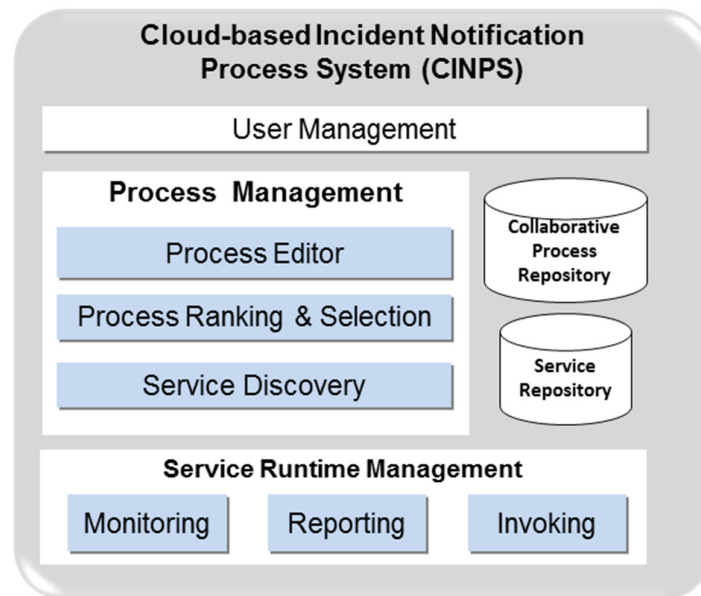 Cloud-based Incident Notification
Process System (CINPS)
User Management
Process Management
Process Editor
Process Ranking & Selection
Service Discovery
Collaborative
Process
Repository
Service
Repository
Service Runtime Management
Monitoring
Reporting
Invoking